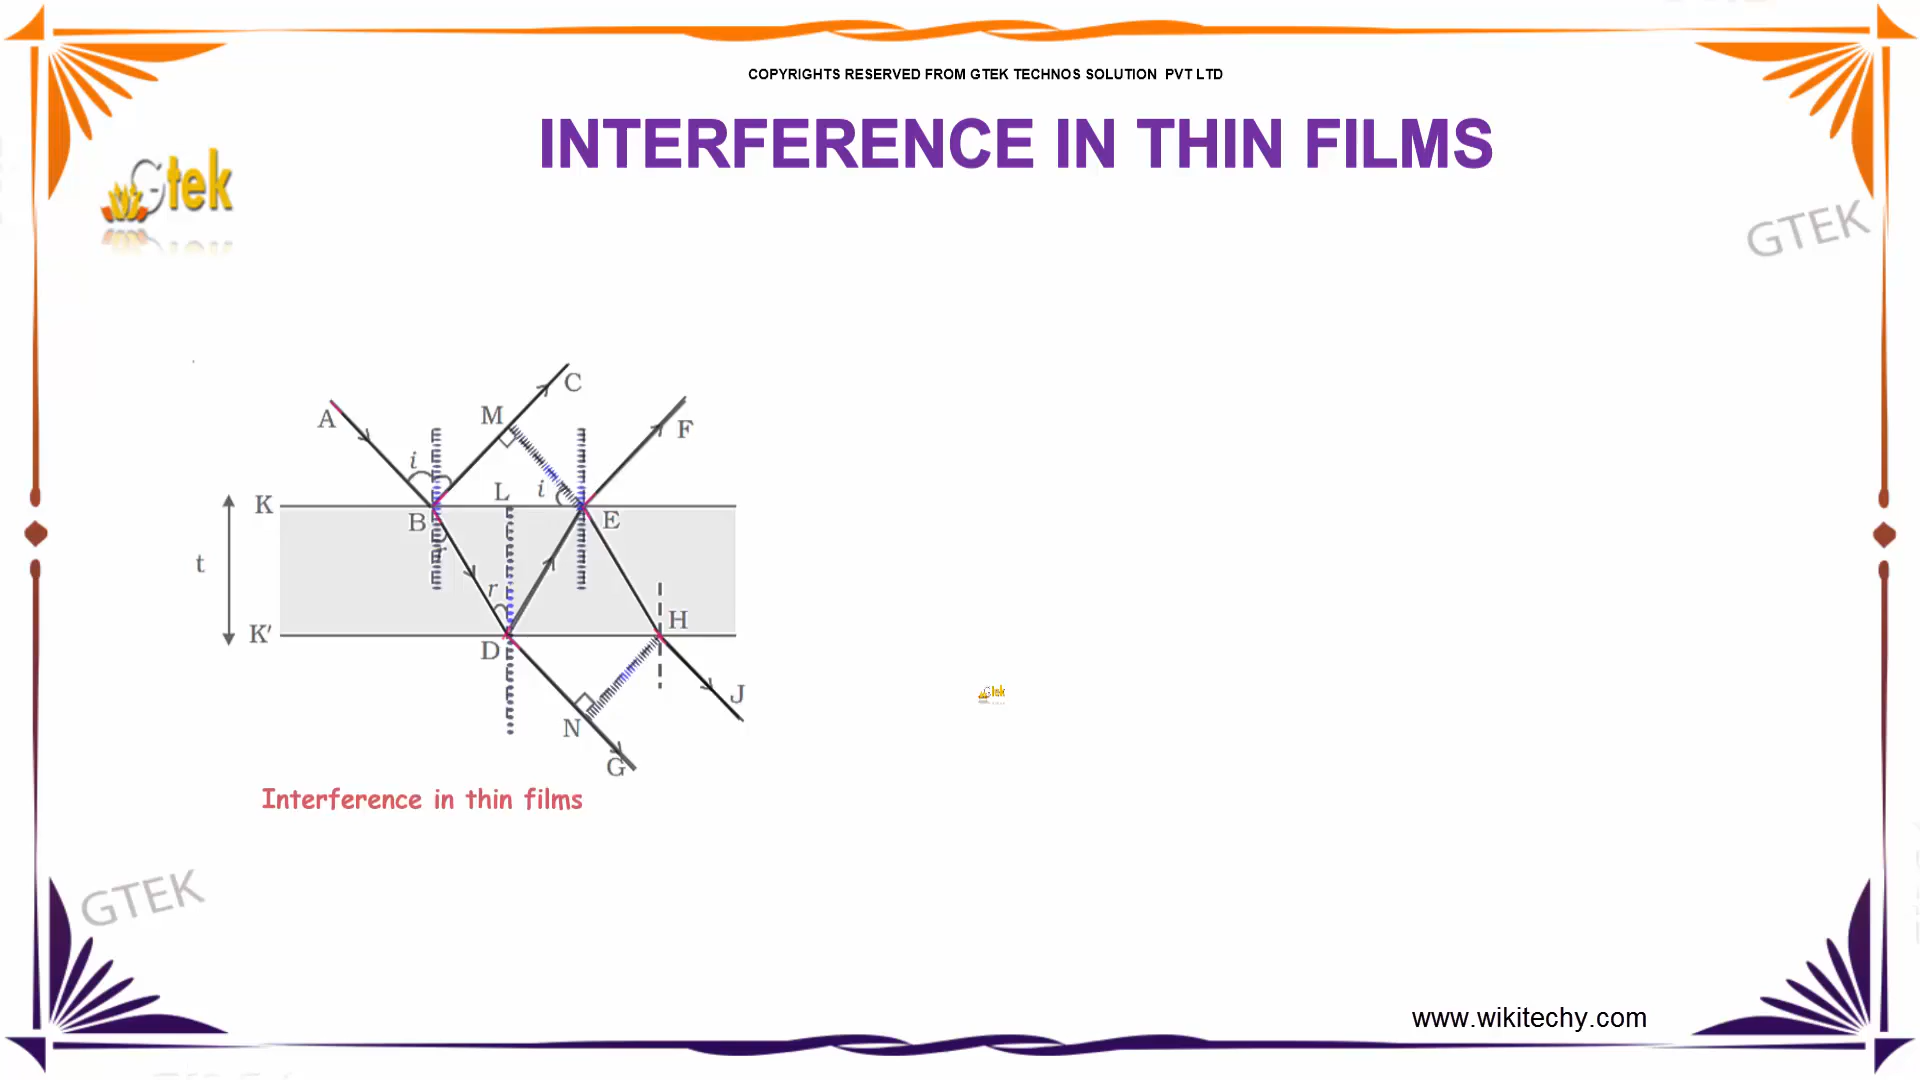 COPYRIGHTS RESERVED FROM GTEK TECHNOS SOLUTION PVT LTD
INTERFERENCE IN THIN FILMS
Gtek
GTEK
C
A
M
F
i
L
i
K
B
E
t
r
r
H
K'
D
J
N
G
Gtek
Interference in thin films
GTEK
www.wikitechy.com